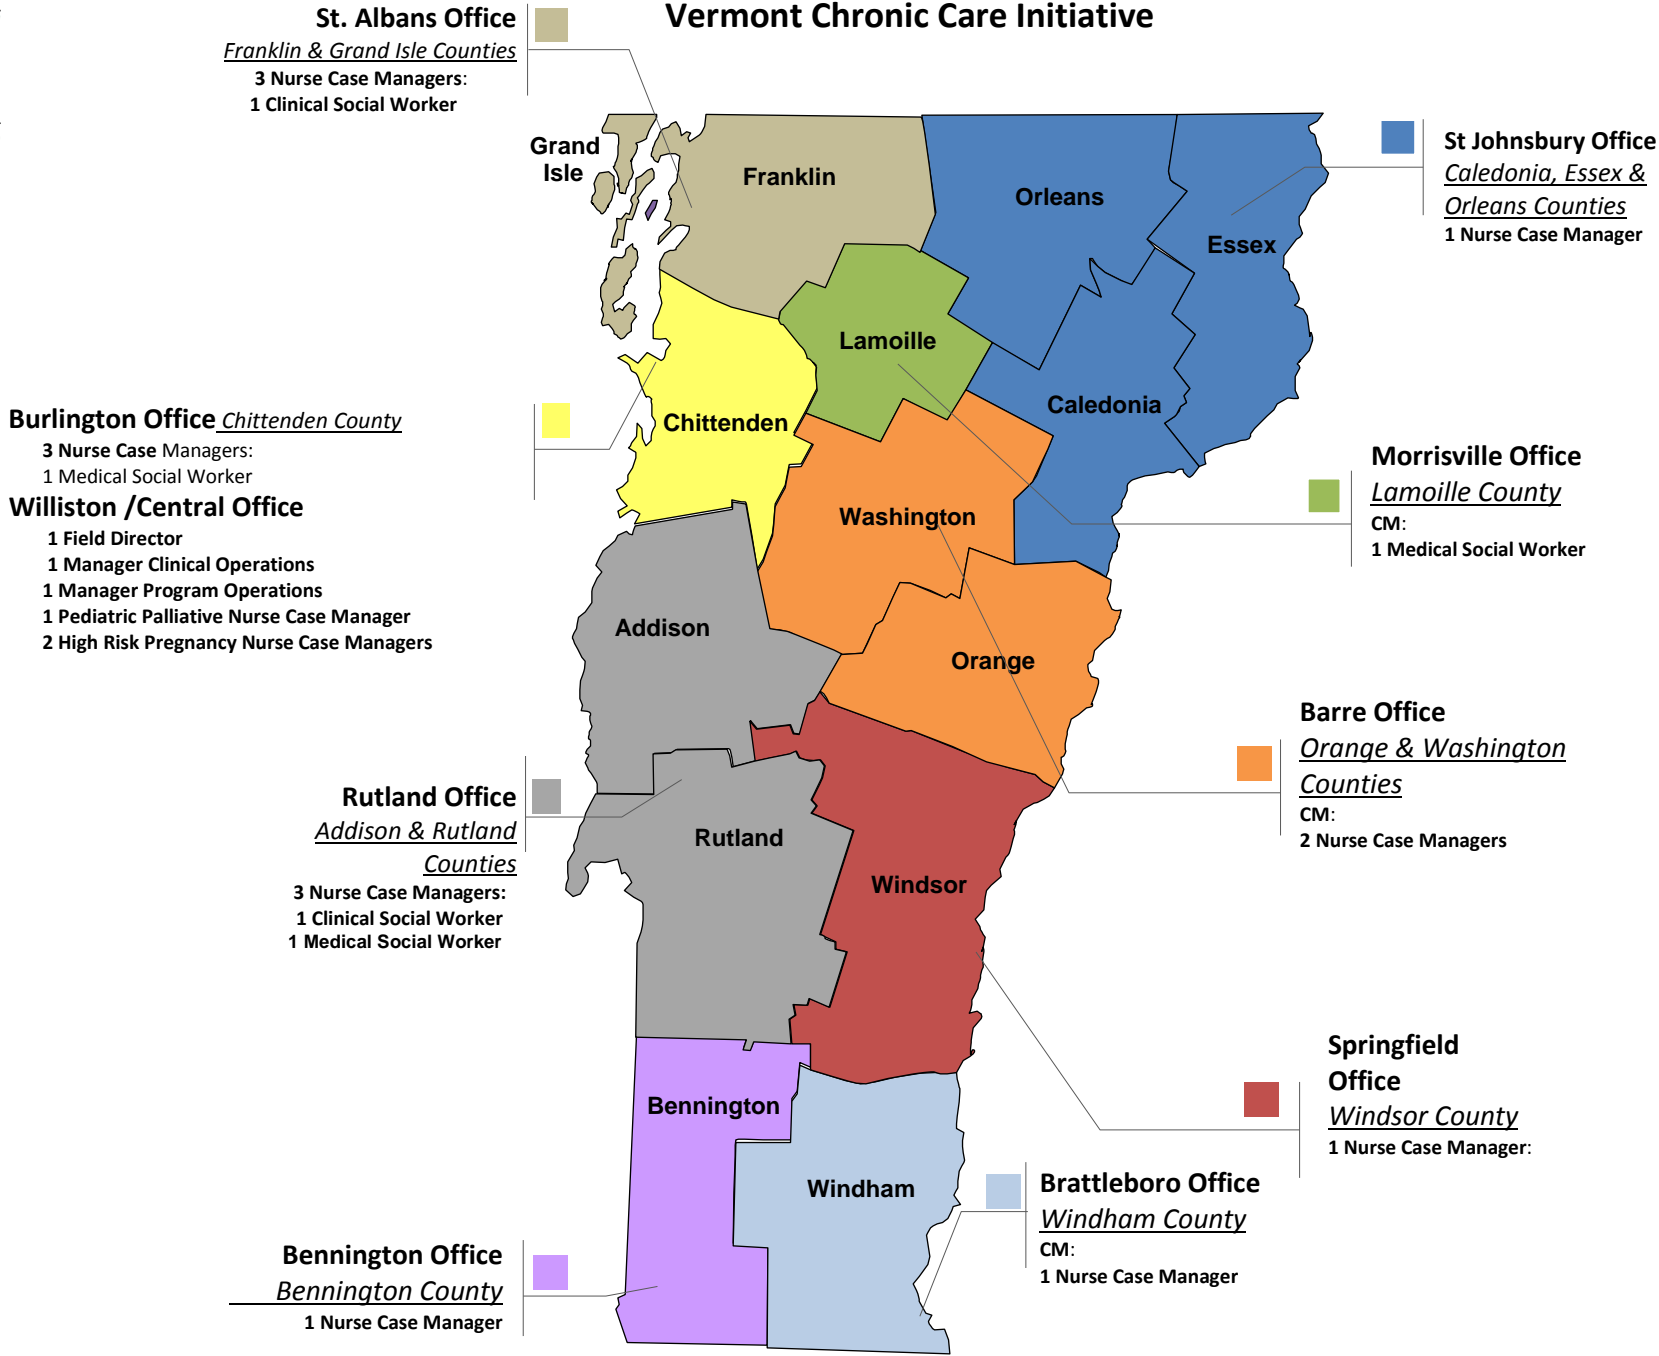 Vermont Chronic Care Initiative
St. Albans Office
Franklin & Grand Isle Counties
3 Nurse Case Managers:
1 Clinical Social Worker
Grand
Isle
Franklin
Orleans
Essex
St Johnsbury Office
Caledonia, Essex &
Orleans Counties
1 Nurse Case Manager
Lamoille
Caledonia
Chittenden
Burlington Office Chittenden County
3 Nurse Case Managers:
1 Medical Social Worker
Williston /Central Office
1 Field Director
1 Manager Clinical Operations
1 Manager Program Operations
1 Pediatric Palliative Nurse Case Manager
2 High Risk Pregnancy Nurse Case Managers
Morrisville Office
Lamoille County
CM:
1 Medical Social Worker
Washington
Addison
Orange
Barre Office
Orange & Washington
Counties
CM:
2 Nurse Case Managers
Rutland Office
Addison & Rutland
Counties
3 Nurse Case Managers:
1 Clinical Social Worker
1 Medical Social Worker
Rutland
Windsor
Springfield
Office
Windsor County
1 Nurse Case Manager:
Bennington
Windham
Brattleboro Office
Windham County
CM:
1 Nurse Case Manager
Bennington Office
Bennington County
1 Nurse Case Manager